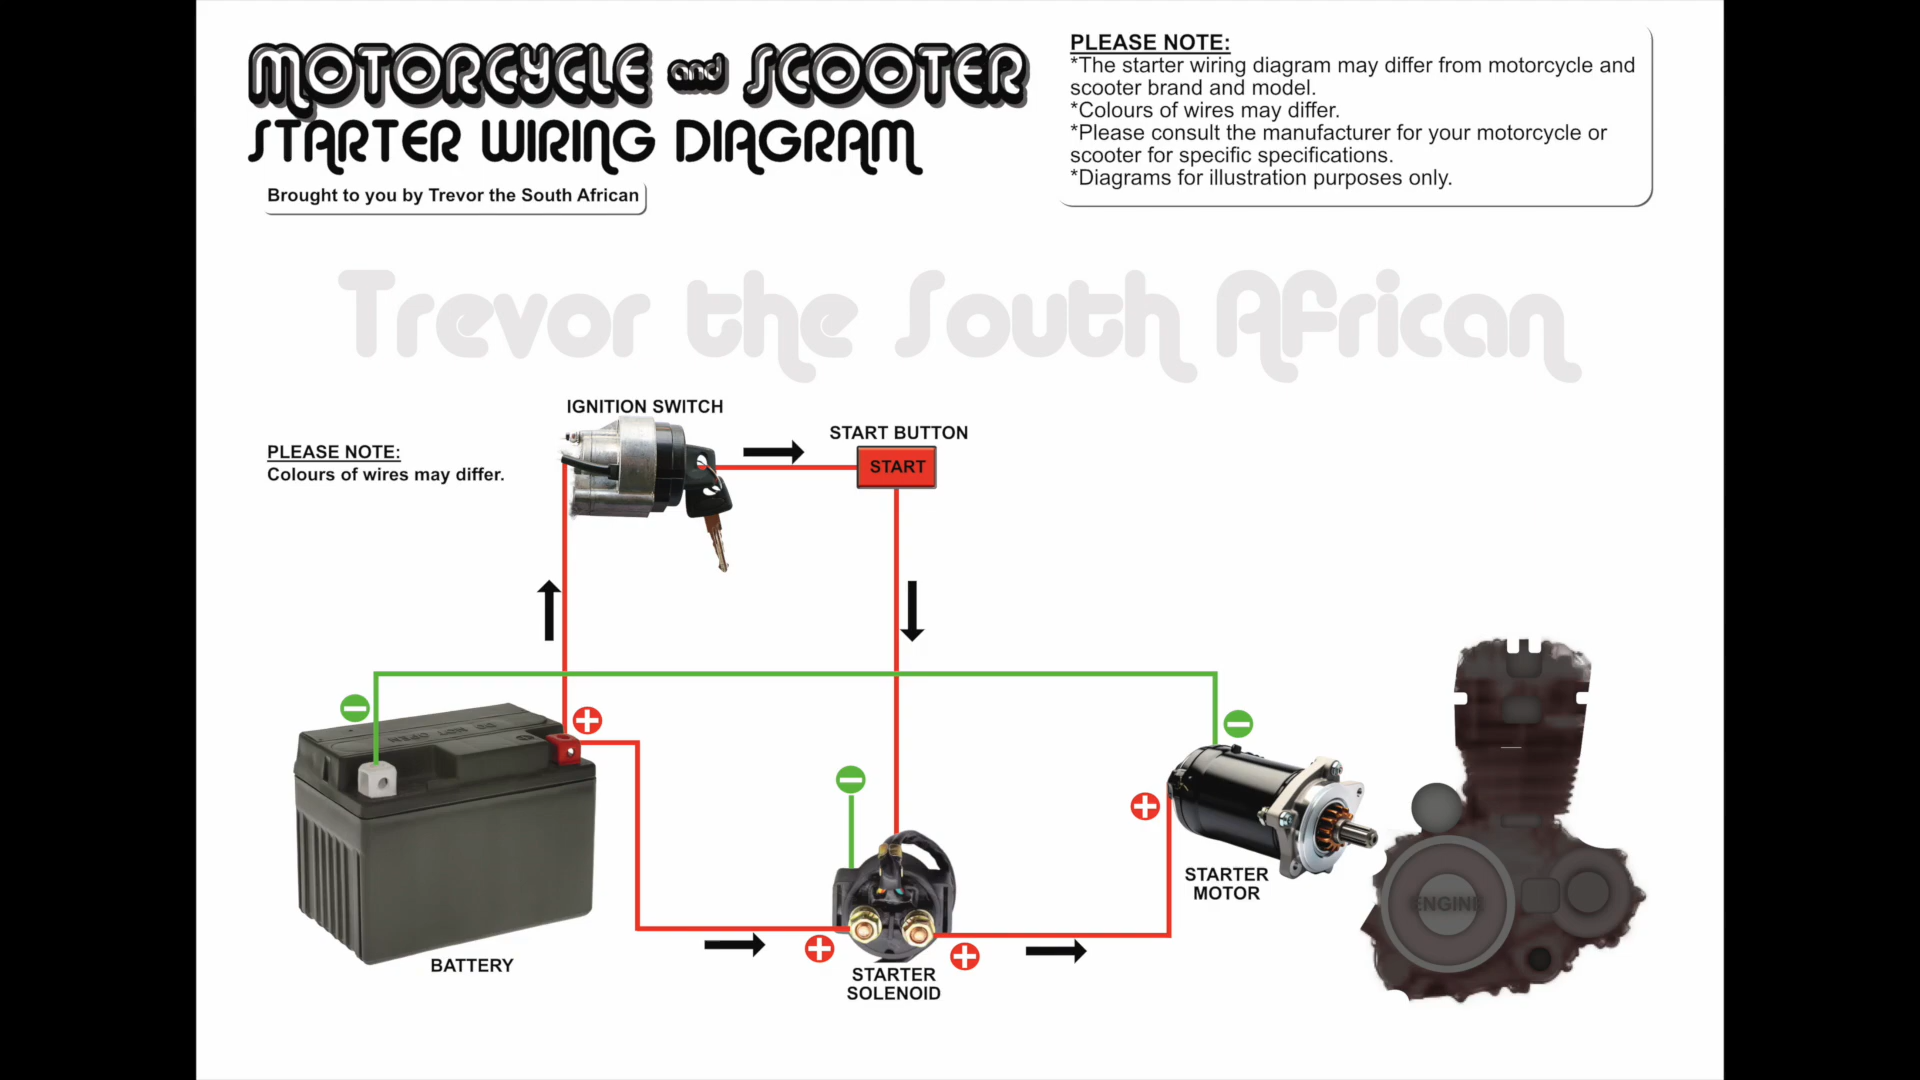 MOTORCYCLE and SCOOTER
STARTER WIRING DIAGRAM
Brought to you by Trevor the South African
PLEASE NOTE:
*The starter wiring diagram may differ from motorcycle and
scooter brand and model.
*Colours of wires may differ.
*Please consult the manufacturer for your motorcycle or
scooter for specific specifications.
*Diagrams for illustration purposes only.
Trevor the South African
IGNITION SWITCH
START BUTTON
START
PLEASE NOTE:
Colours of wires may differ.
DO NOT OPEN
BATTERY
STARTER
SOLENOID
STARTER
MOTOR
ENGINE